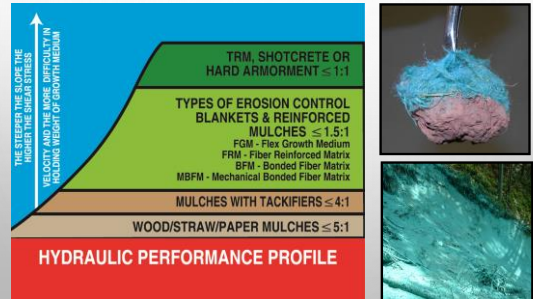 THE STEEPER THE SLOPE THE
HIGHER THE SHEAR STRESS
VELOCITY AND THE MORE DIFFICULTY IN
HOLDING WEIGHT OF GROWTH MEDIUM
TRM, SHOTCRETE OR
HARD ARMORMENT ≤ 1:1
TYPES OF EROSION CONTROL
BLANKETS & REINFORCED
MULCHES ≤ 1.5:1
FGM - Flex Growth Medium
FRM - Fiber Reinforced Matrix
BFM - Bonded Fiber Matrix
MBFM - Mechanical Bonded Fiber Matrix
MULCHES WITH TACKIFIERS ≤ 4:1
WOOD/STRAW/PAPER MULCHES ≤ 5:1
HYDRAULIC PERFORMANCE PROFILE